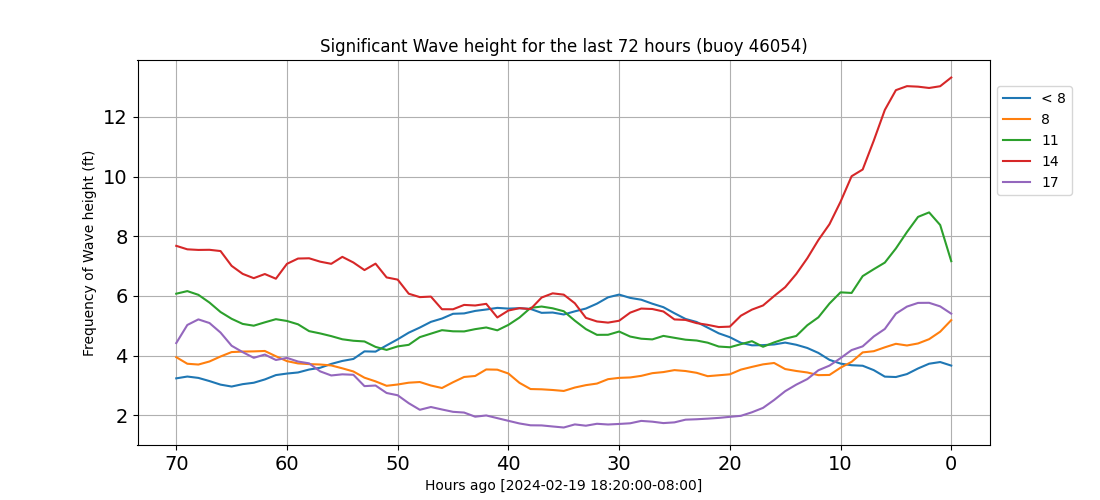 Significant Wave height for the last 72 hours (buoy 46054)
Frequency of Wave height (ft)
12
10
8
6
4
2
70 60 50 40 30 20 10 0
Hours ago [2024-02-19 18:20:00-08:00]
< 8
8
11
14
17